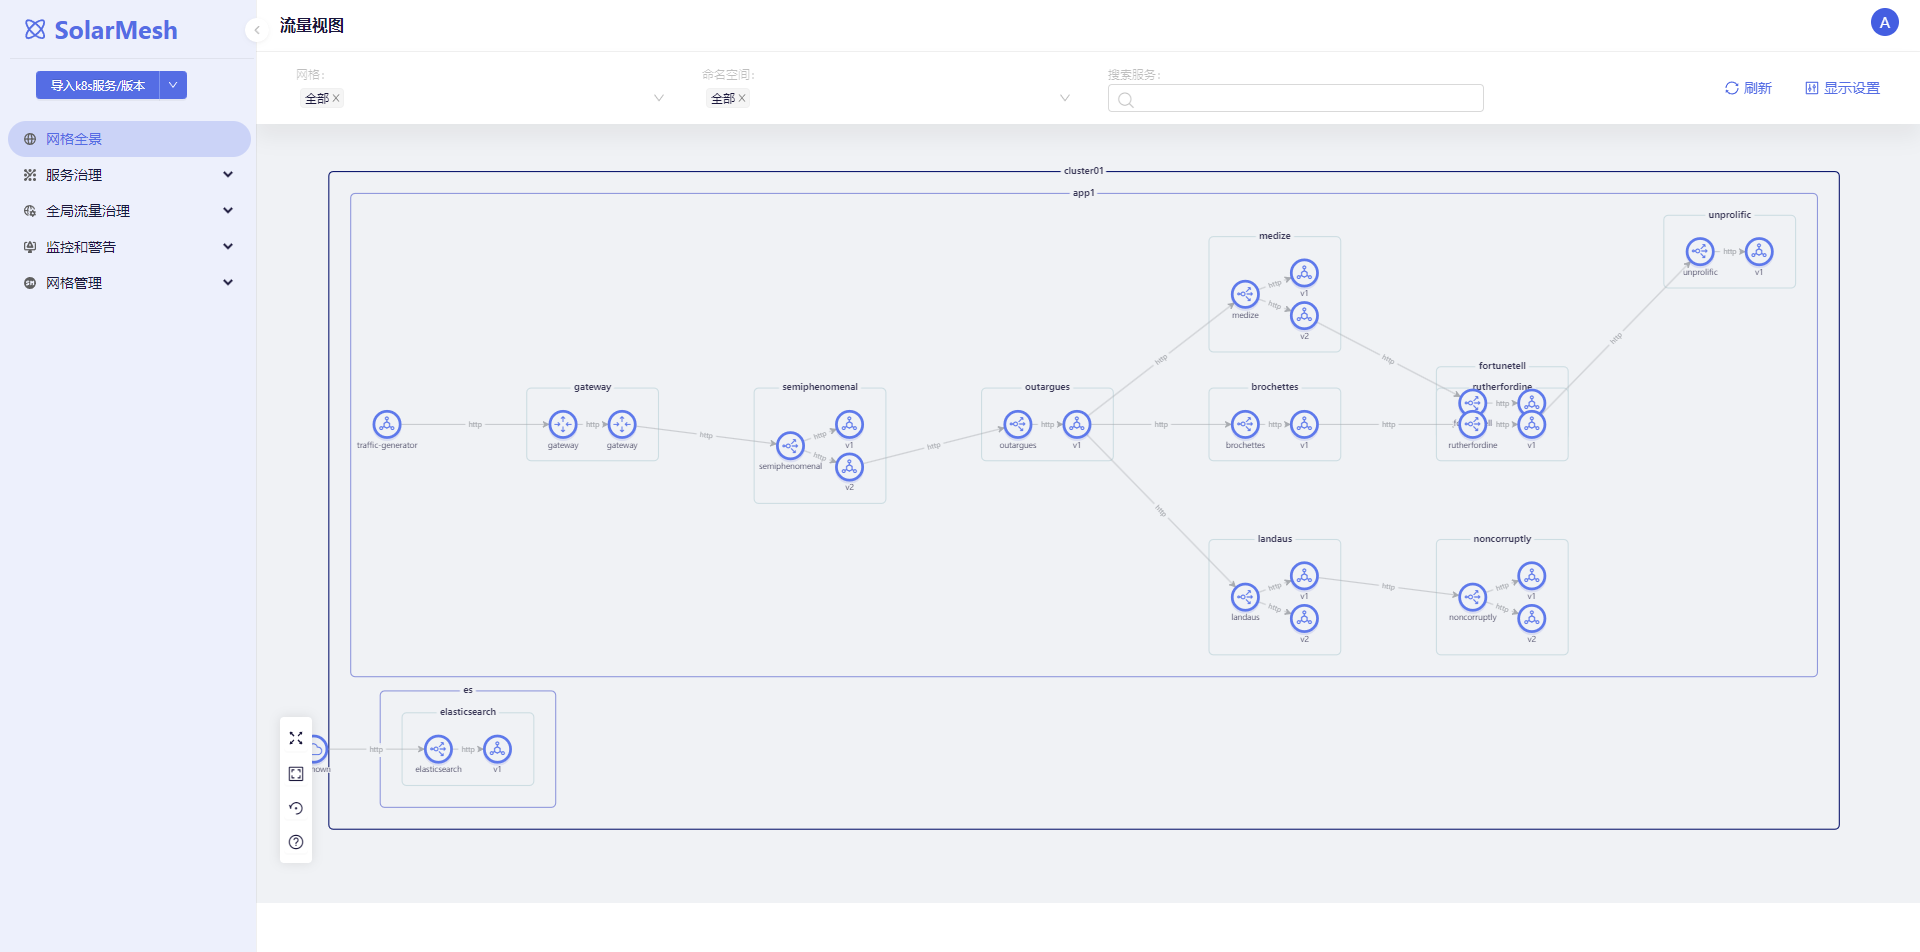 SolarMesh
导入k8s服务/版本
网格全景
服务治理
全局流量治理
监控和警告
网格管理
流量视图
A
网格:
全部
命名空间:
全部
搜索服务:
刷新
显示设置
cluster01
app1
unprolific
http
unprolific
v1
medize
http
v1
medize
http
v2
http
http
http
fortunetell
rutherfordine
http
http
rutherfordine
v1
gateway
traffic-generator
http
http
gateway
gateway
http
semiphenomenal
http
v1
http
semiphenomenal
v2
http
outargues
http
outargues
v1
http
brochettes
http
brochettes
v1
http
http
landaus
http
v1
http
landaus
v2
http
noncorruptly
http
v1
http
noncorruptly
v2
es
elasticsearch
http
http
elasticsearch
v1